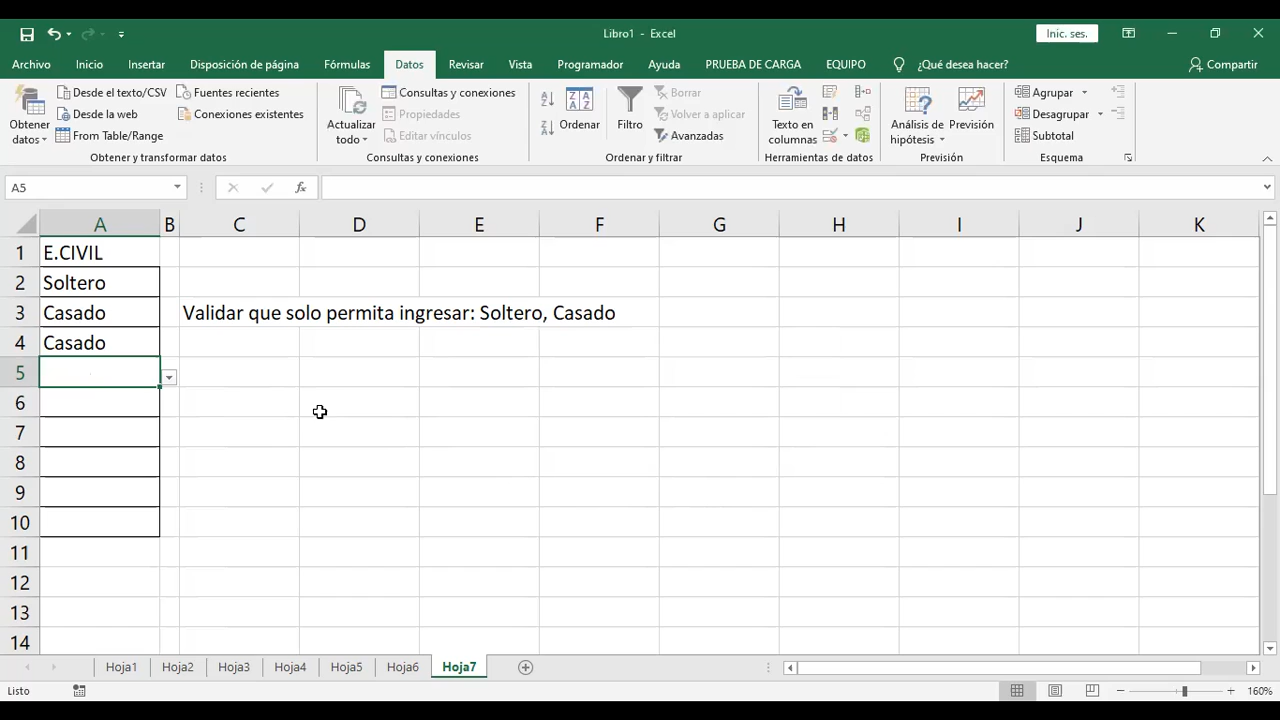 Libro1 - Excel
Inic. ses.
Archivo Inicio Insertar Disposición de página Fórmulas Datos Revisar Vista Programador Ayuda PRUEBA DE CARGA EQUIPO ¿Qué desea hacer? Compartir
Obtener datos
Desde el texto/CSV
Desde la web
From Table/Range
Fuentes recientes
Conexiones existentes
Obtener y transformar datos
Actualizar todo
Consultas y conexiones
Propiedades
Editar vínculos
Consultas y conexiones
Ordenar
Filtro
Borrar
Volver a aplicar
Avanzadas
Ordenar y filtrar
Texto en columnas
Herramientas de datos
Análisis de hipótesis
Previsión
Previsión
Agrupar
Desagrupar
Subtotal
Esquema
A5 fx
A B C D E F G H I J K
1 E.CIVIL
2 Soltero
3 Casado Validar que solo permita ingresar: Soltero, Casado
4 Casado
5
6
7
8
9
10
11
12
13
14
Hoja1 Hoja2 Hoja3 Hoja4 Hoja5 Hoja6 Hoja7
Listo 160%